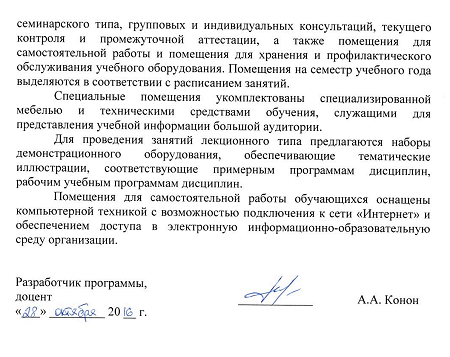 семинарского типа, групповых и индивидуальных консультаций, текущего
контроля и промежуточной аттестации, а также помещения для
самостоятельной работы и помещения для хранения и профилактического
обслуживания учебного оборудования. Помещения на семестр учебного года
выделяются в соответствии с расписанием занятий.
Специальные помещения укомплектованы специализированной
мебелью и техническими средствами обучения, служащими для
представления учебной информации большой аудитории.
Для проведения занятий лекционного типа предлагаются наборы
демонстрационного оборудования, обеспечивающие тематические
иллюстрации, соответствующие примерным программам дисциплин,
рабочим учебным программам дисциплин.
Помещения для самостоятельной работы обучающихся оснащены
компьютерной техникой с возможностью подключения к сети «Интернет» и
обеспечением доступа в электронную информационно-образовательную
среду организации.
Разработчик программы,
доцент А.А. Конон
«28» октября 2016 г.